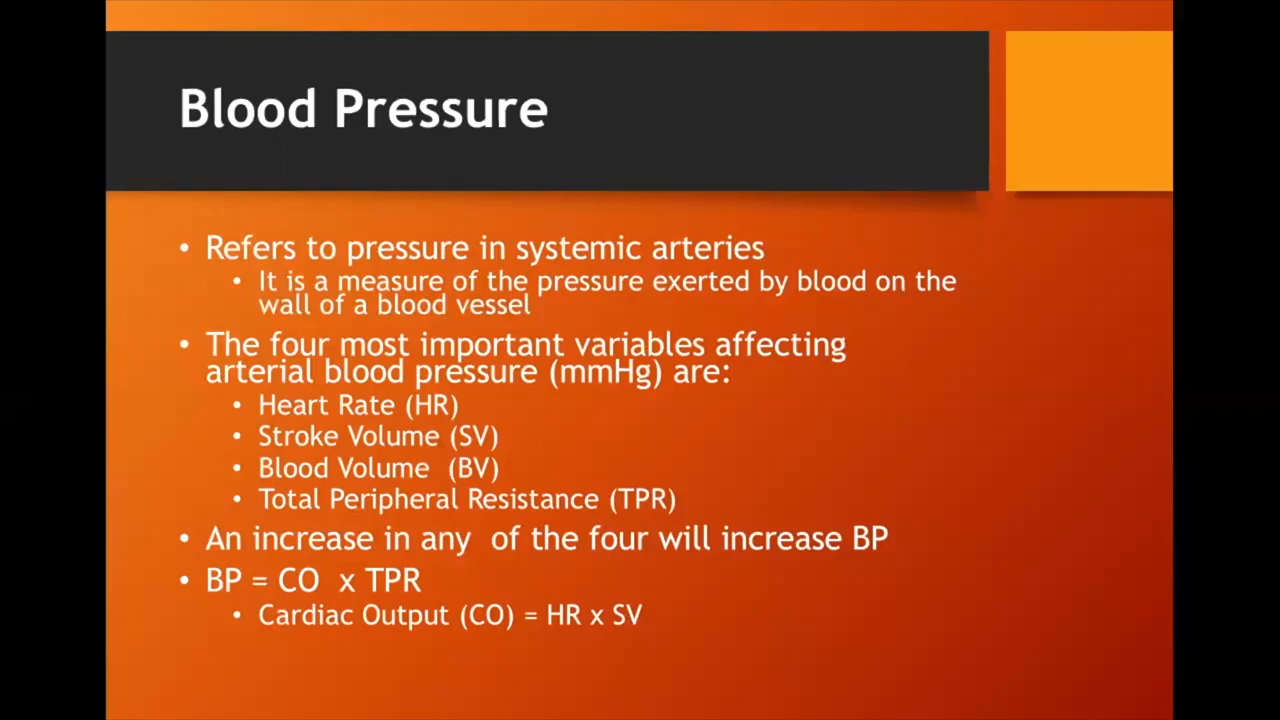 Blood Pressure
• Refers to pressure in systemic arteries
• It is a measure of the pressure exerted by blood on the
wall of a blood vessel
• The four most important variables affecting
arterial blood pressure (mmHg) are:
• Heart Rate (HR)
• Stroke Volume (SV)
• Blood Volume  (BV)
• Total Peripheral Resistance (TPR)
• An increase in any  of the four will increase BP
• BP = CO  x TPR
• Cardiac Output (CO) = HR x SV